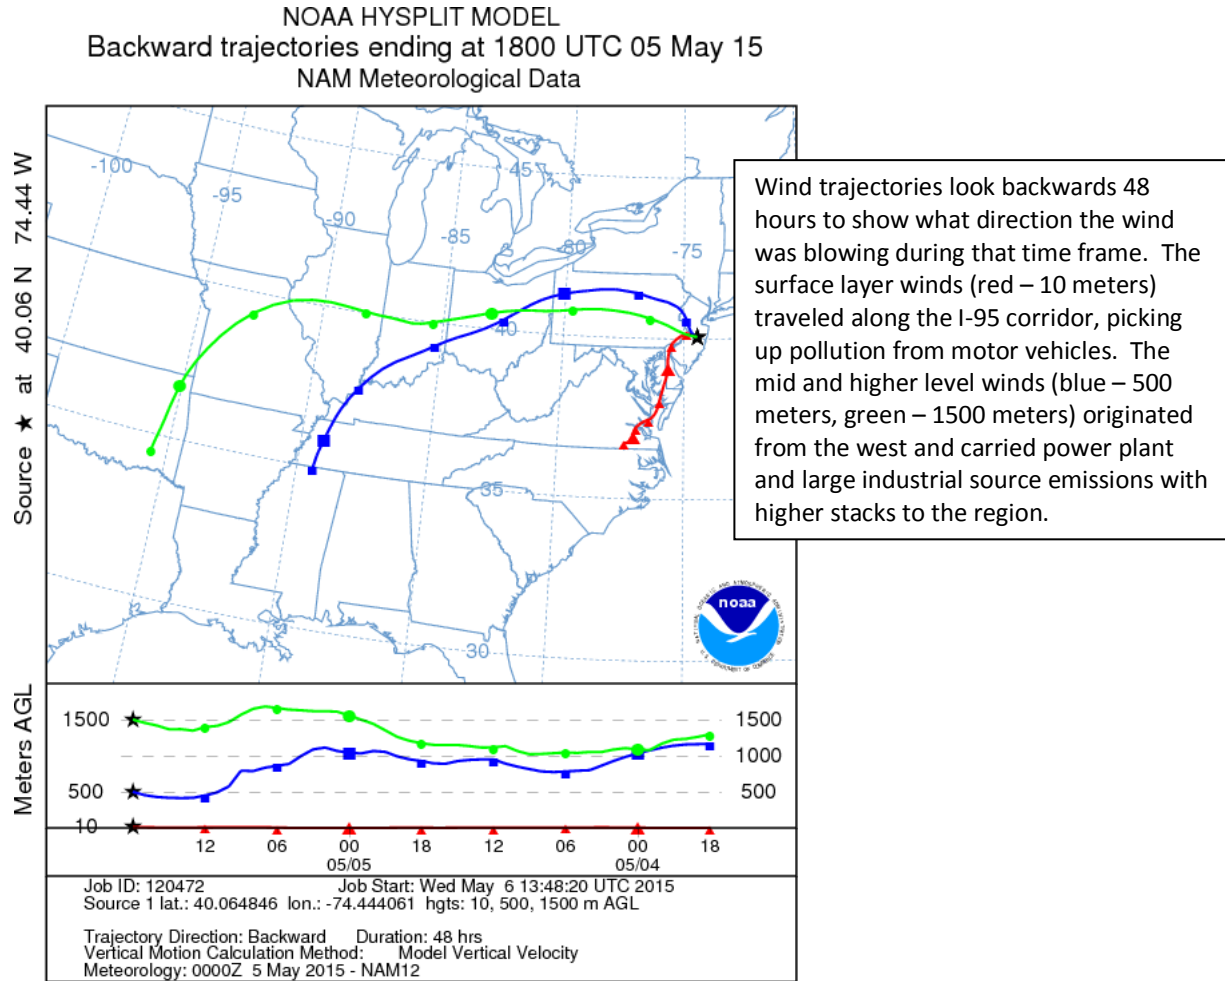 NOAA HYSPLIT MODEL
Backward trajectories ending at 1800 UTC 05 May 15
NAM Meteorological Data
Source ★ at 40.06 N 74.44 W
-100
-95
-90
-85
-80
-75
45
40
35
30
noaa
Wind trajectories look backwards 48
hours to show what direction the wind
was blowing during that time frame. The
surface layer winds (red – 10 meters)
traveled along the I-95 corridor, picking
up pollution from motor vehicles. The
mid and higher level winds (blue – 500
meters, green – 1500 meters) originated
from the west and carried power plant
and large industrial source emissions with
higher stacks to the region.
Meters AGL
1500 1500
1000
500 500
10
12 06 00 18 12 06 00 18
05/05 05/04
Job ID: 120472 Job Start: Wed May 6 13:48:20 UTC 2015
Source 1 lat.: 40.064846 lon.: -74.444061 hgts: 10, 500, 1500 m AGL
Trajectory Direction: Backward Duration: 48 hrs
Vertical Motion Calculation Method: Model Vertical Velocity
Meteorology: 0000Z 5 May 2015 - NAM12